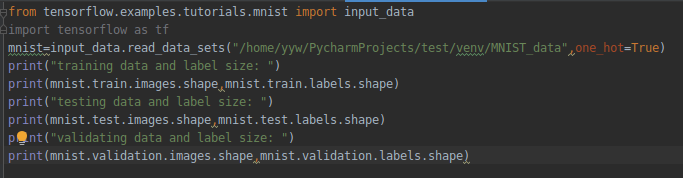 from tensorflow.examples.tutorials.mnist import input_data
import tensorflow as tf
mnist=input_data.read_data_sets("/home/yyw/PycharmProjects/test/venv/MNIST_data",one_hot=True)
print("training data and label size: ")
print(mnist.train.images.shape,mnist.train.labels.shape)
print("testing data and label size: ")
print(mnist.test.images.shape,mnist.test.labels.shape)
print("validating data and label size: ")
print(mnist.validation.images.shape,mnist.validation.labels.shape)